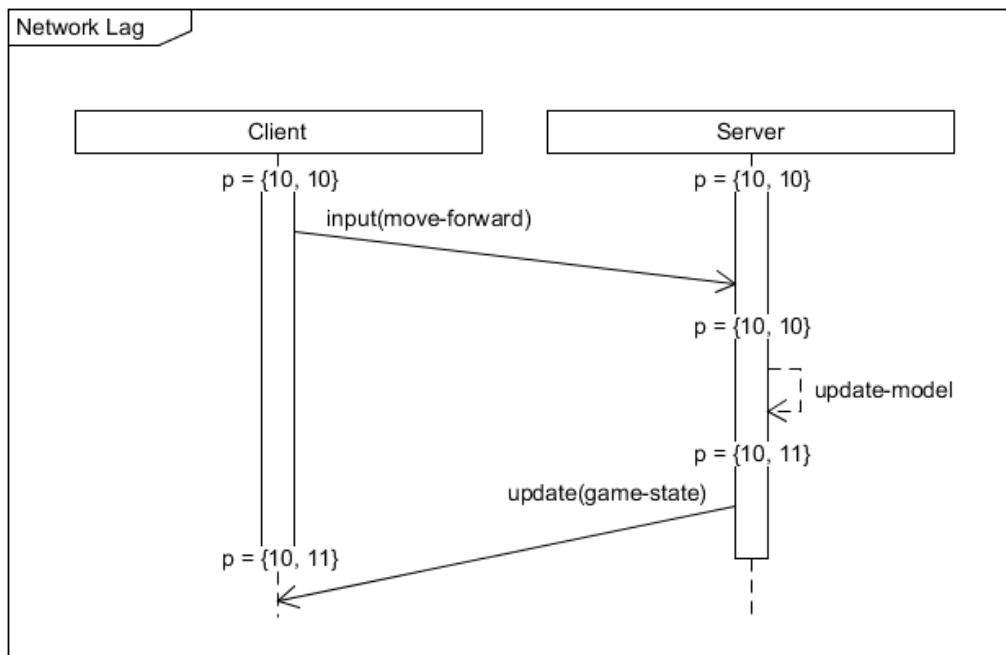 Network Lag
Client
Server
p = {10, 10}
p = {10, 10}
input(move-forward)
p = {10, 10}
update-model
p = {10, 11}
update(game-state)
p = {10, 11}